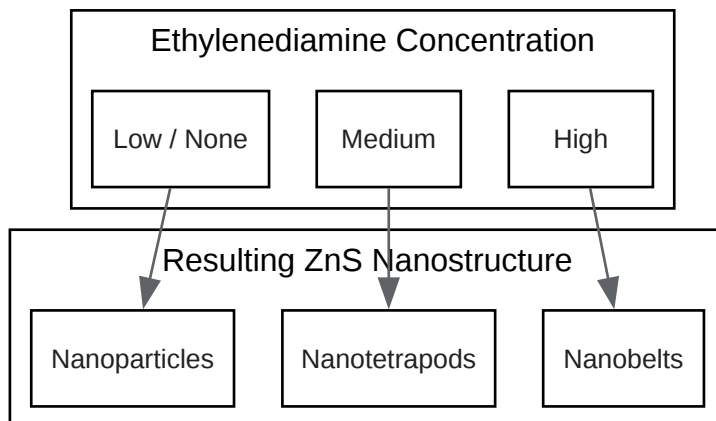 Ethylenediamine Concentration
Low / None
Medium
High
Resulting ZnS Nanostructure
Nanoparticles
Nanotetrapods
Nanobelts